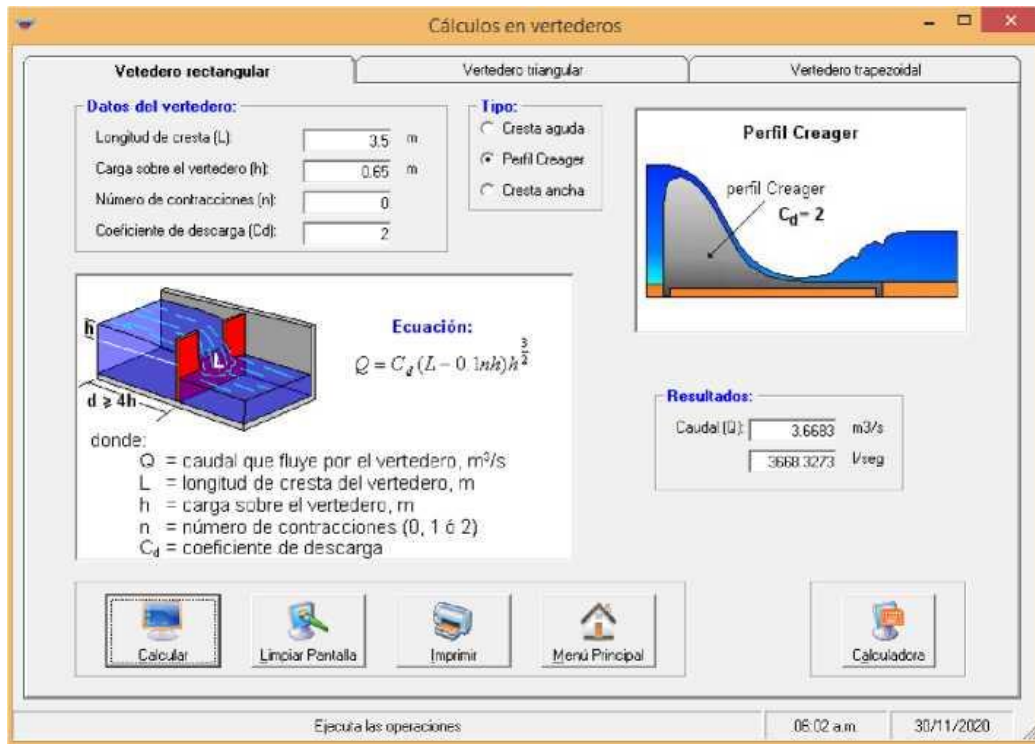 Cálculos en vertederos
Vetedero rectangular
Vertedero triangular
Vertedero trapezoidal
Datos del vertedero:
Longitud de cresta (L): 3.5 m
Carga sobre el vertedero (h): 0.65 m
Número de contracciones (n): 0
Coeficiente de descarga (Cd): 2
Tipo:
Cresta aguda
Perfil Creager
Cresta ancha
Perfil Creager
perfil Creager
Cd= 2
h
L
d ≥ 4h
Ecuación:
Q = Cd (L − 0.1nh)h^3/2
donde:
Q = caudal que fluye por el vertedero, m³/s
L = longitud de cresta del vertedero, m
h = carga sobre el vertedero, m
n = número de contracciones (0, 1 ó 2)
Cd = coeficiente de descarga
Resultados:
Caudal (Q): 3.6683 m3/s
3668.3273 l/seg
Calcular
Limpiar Pantalla
Imprimir
Menú Principal
Calculadora
Ejecuta las operaciones
06:02 a.m.
30/11/2020